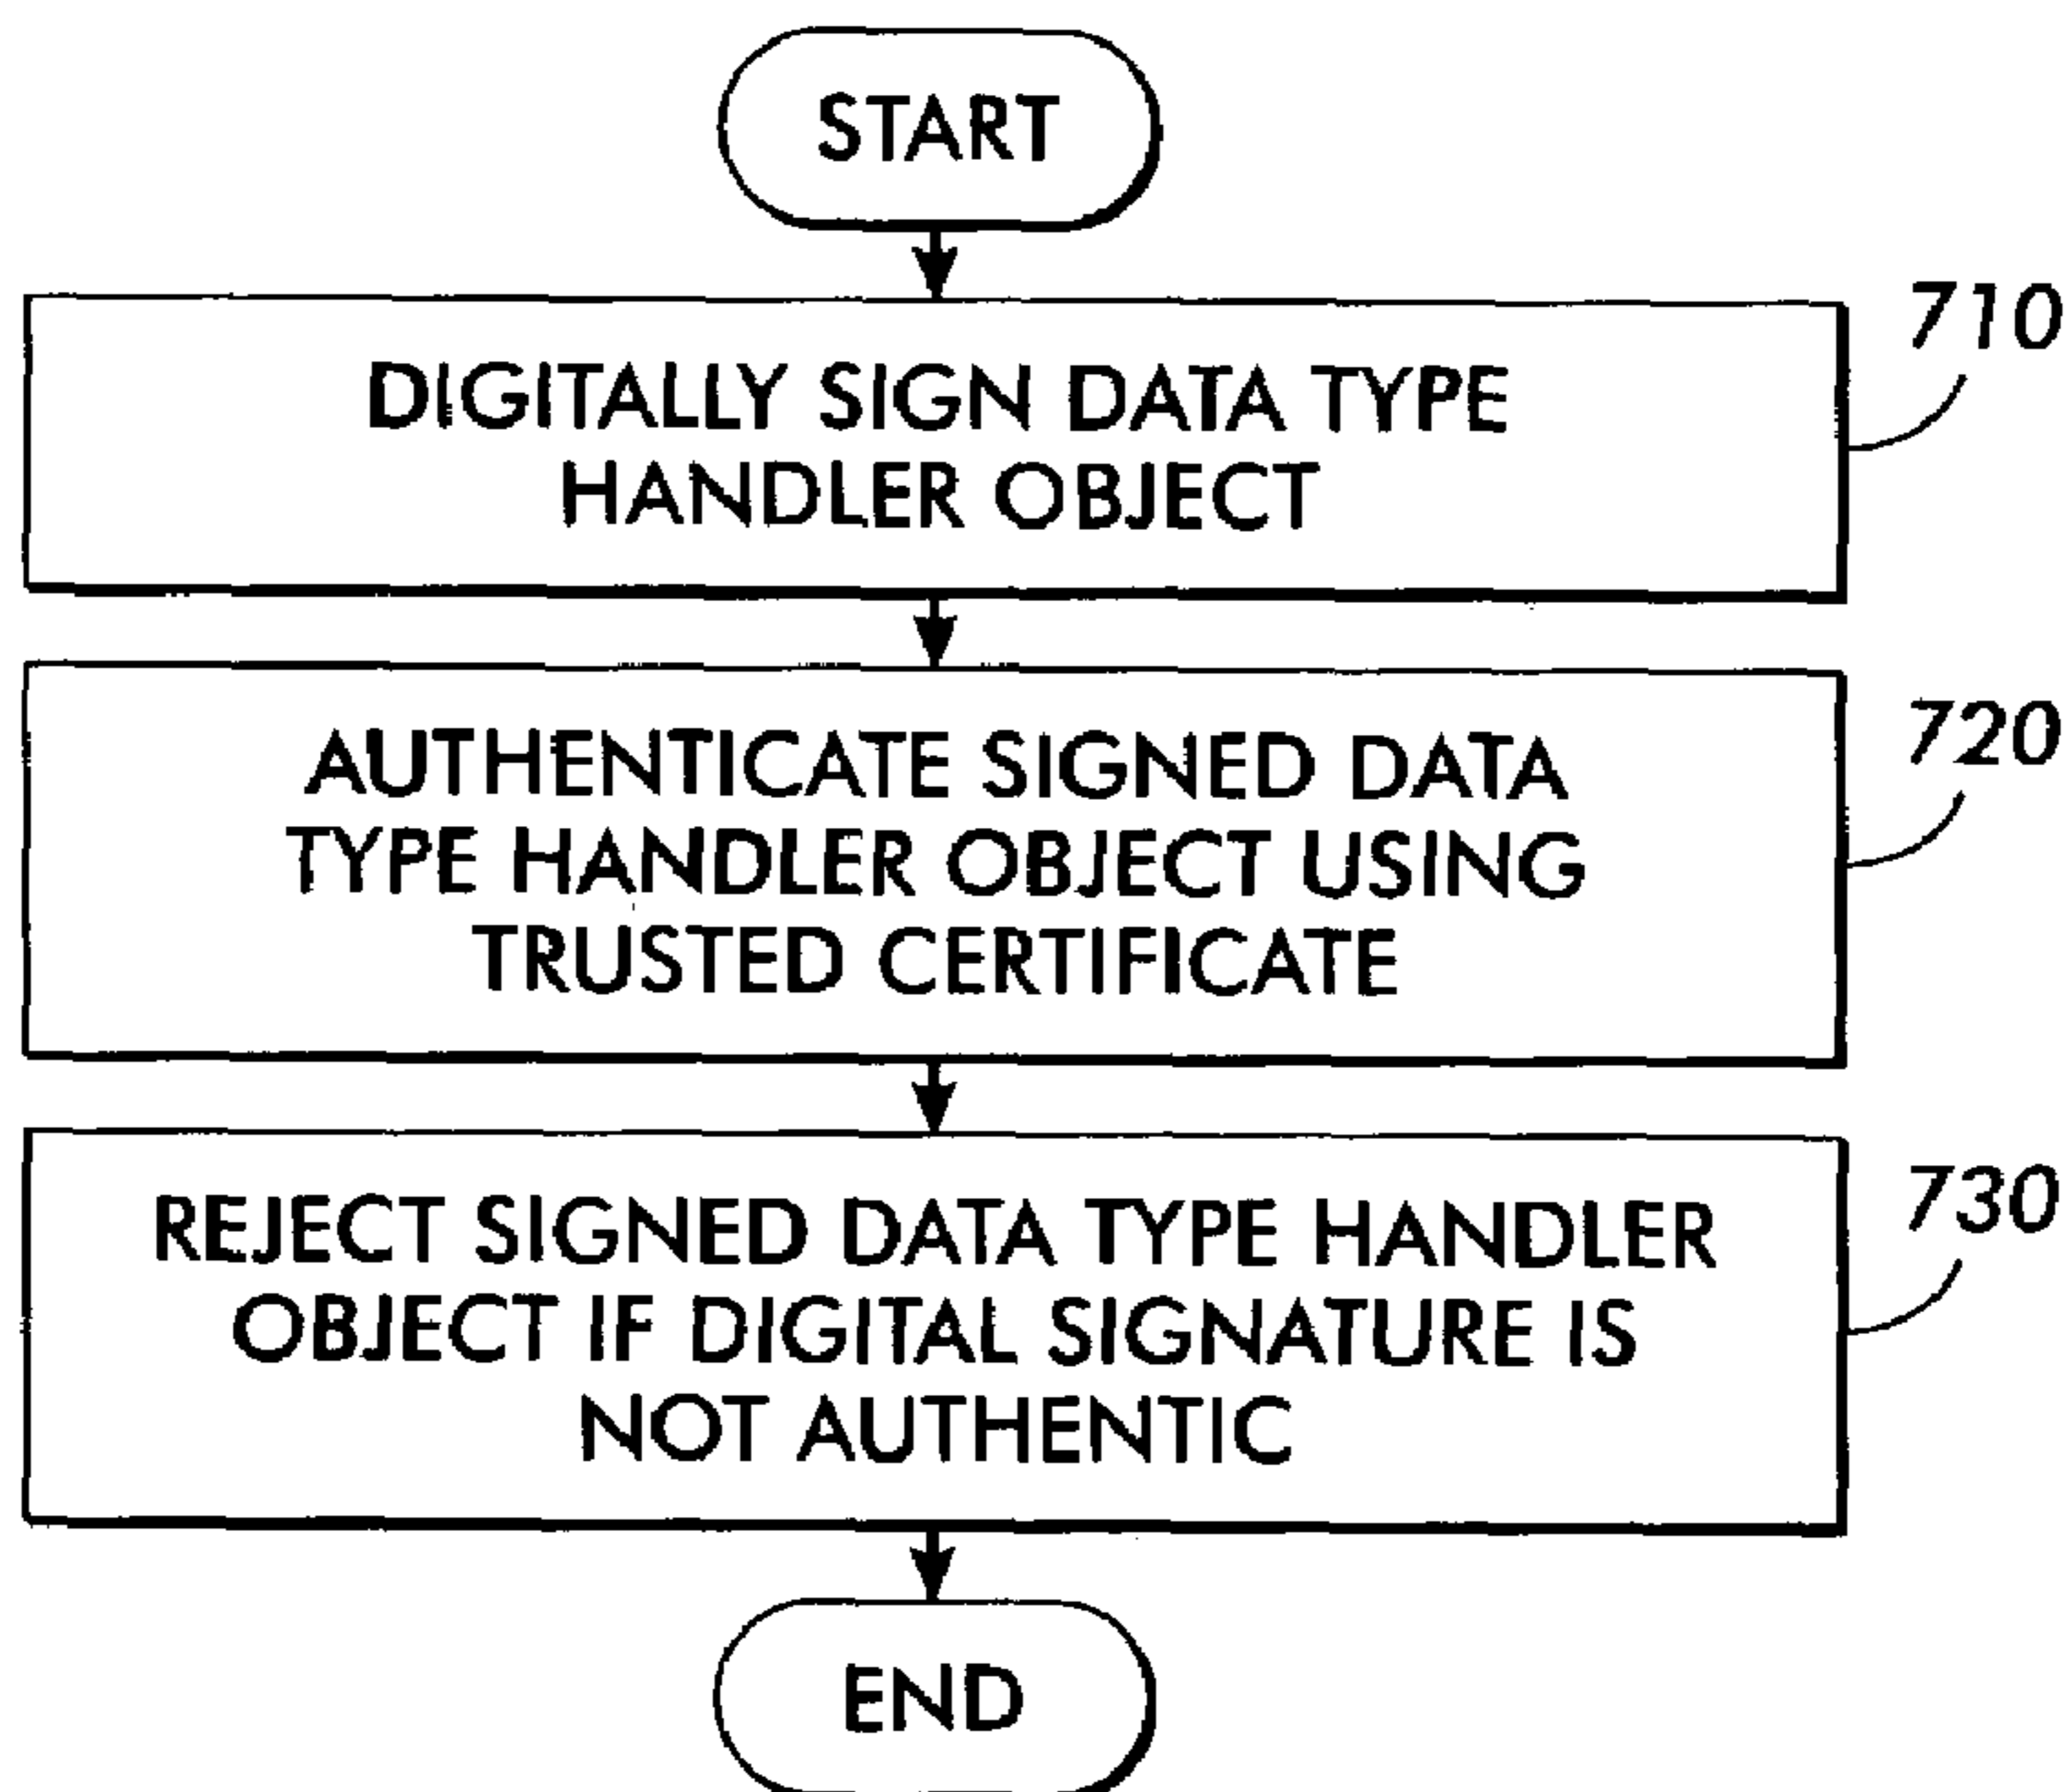 START
710
DIGITALLY SIGN DATA TYPE
HANDLER OBJECT
720
AUTHENTICATE SIGNED DATA
TYPE HANDLER OBJECT USING
TRUSTED CERTIFICATE
730
REJECT SIGNED DATA TYPE HANDLER
OBJECT IF DIGITAL SIGNATURE IS
NOT AUTHENTIC
END